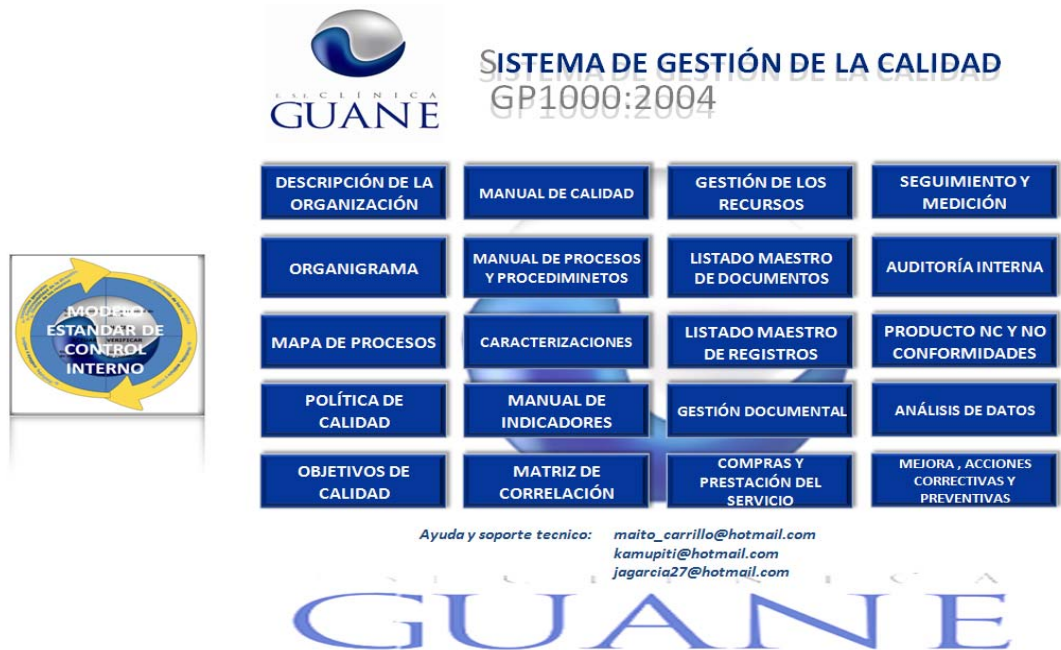 E.S.E. CLÍNICA
GUANE
SISTEMA DE GESTIÓN DE LA CALIDAD
GP1000:2004
DESCRIPCIÓN DE LA
ORGANIZACIÓN
MANUAL DE CALIDAD
GESTIÓN DE LOS
RECURSOS
SEGUIMIENTO Y
MEDICIÓN
ORGANIGRAMA
MANUAL DE PROCESOS
Y PROCEDIMINETOS
LISTADO MAESTRO
DE DOCUMENTOS
AUDITORÍA INTERNA
MODELO
ESTANDAR DE
CONTROL
INTERNO
VERIFICAR
MAPA DE PROCESOS
CARACTERIZACIONES
LISTADO MAESTRO
DE REGISTROS
PRODUCTO NC Y NO
CONFORMIDADES
POLÍTICA DE
CALIDAD
MANUAL DE
INDICADORES
GESTIÓN DOCUMENTAL
ANÁLISIS DE DATOS
OBJETIVOS DE
CALIDAD
MATRIZ DE
CORRELACIÓN
COMPRAS Y
PRESTACIÓN DEL
SERVICIO
MEJORA , ACCIONES
CORRECTIVAS Y
PREVENTIVAS
Ayuda y soporte tecnico: maito_carrillo@hotmail.com
kamupiti@hotmail.com
jagarcia27@hotmail.com
GUANE